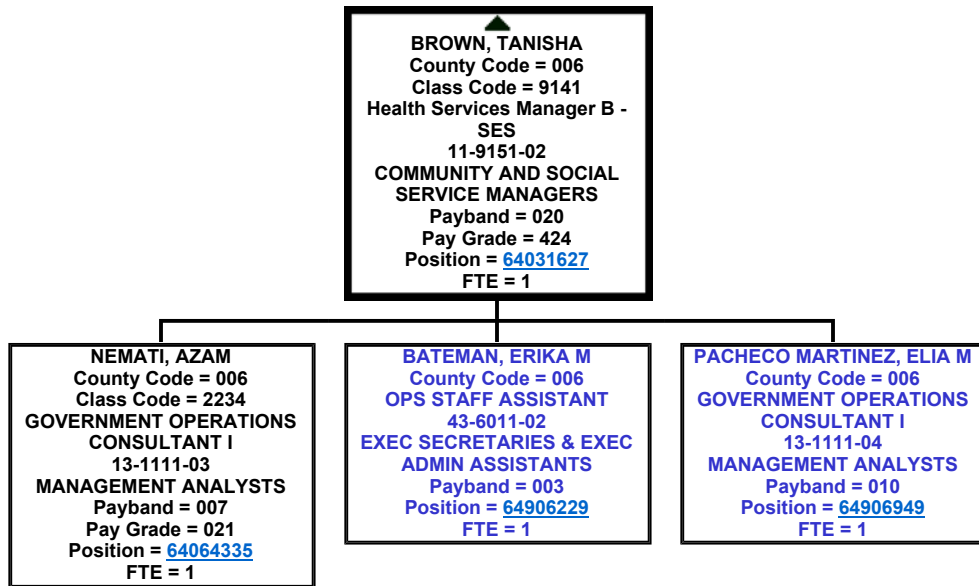 BROWN, TANISHA
County Code = 006
Class Code = 9141
Health Services Manager B -
SES
11-9151-02
COMMUNITY AND SOCIAL
SERVICE MANAGERS
Payband = 020
Pay Grade = 424
Position = 64031627
FTE = 1
NEMATI, AZAM
County Code = 006
Class Code = 2234
GOVERNMENT OPERATIONS
CONSULTANT I
13-1111-03
MANAGEMENT ANALYSTS
Payband = 007
Pay Grade = 021
Position = 64064335
FTE = 1
BATEMAN, ERIKA M
County Code = 006
OPS STAFF ASSISTANT
43-6011-02
EXEC SECRETARIES & EXEC
ADMIN ASSISTANTS
Payband = 003
Position = 64906229
FTE = 1
PACHECO MARTINEZ, ELIA M
County Code = 006
GOVERNMENT OPERATIONS
CONSULTANT I
13-1111-04
MANAGEMENT ANALYSTS
Payband = 010
Position = 64906949
FTE = 1